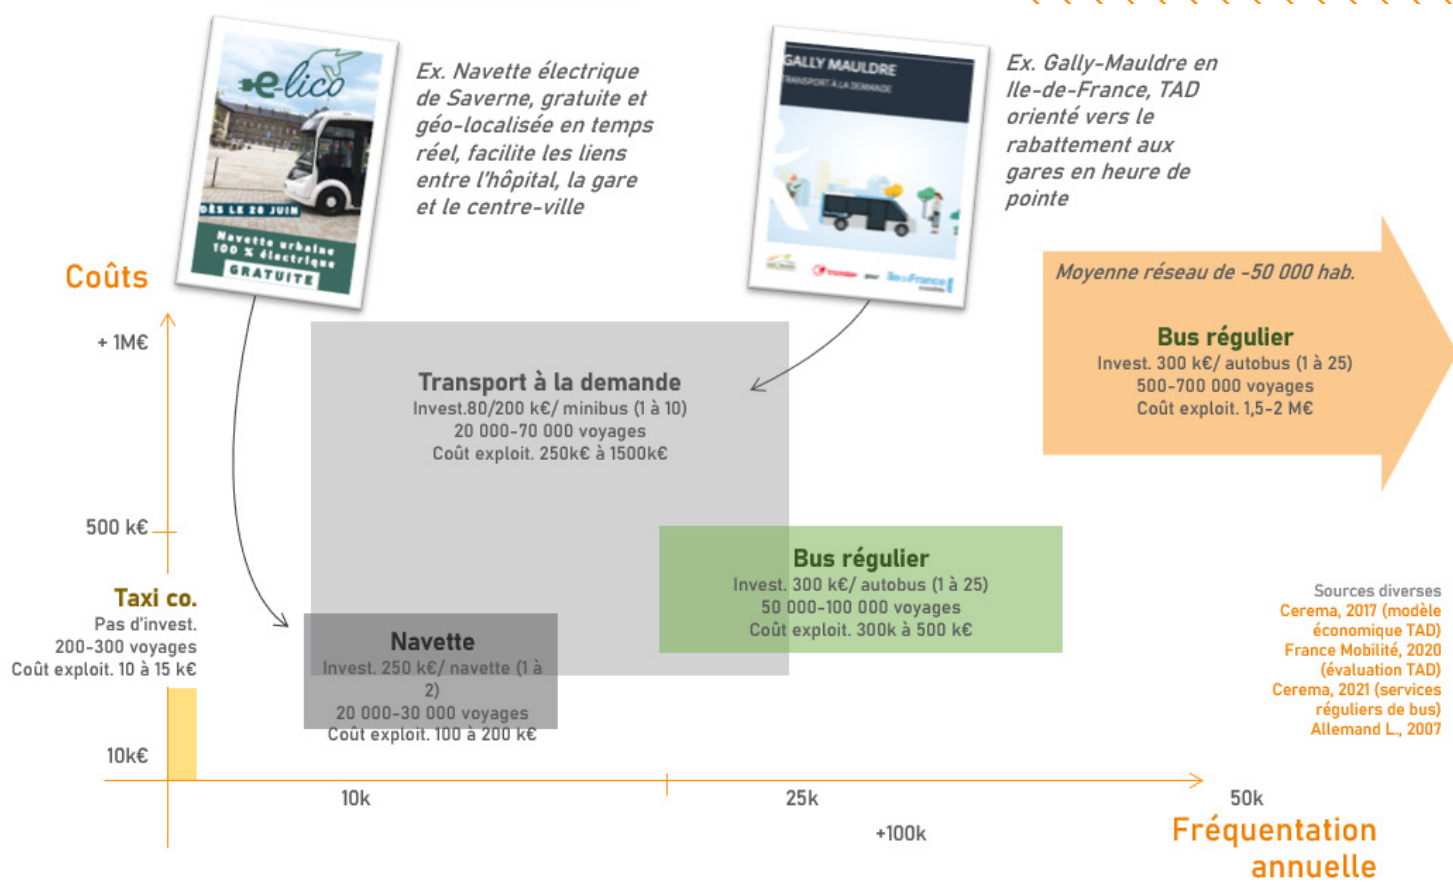 e-lico
DÈS LE 28 JUIN
Navette urbaine
100 % électrique
GRATUITE
Ex. Navette électrique
de Saverne, gratuite et
géo-localisée en temps
réel, facilite les liens
entre l'hôpital, la gare
et le centre-ville
GALLY MAULDRE
TRANSPORT À LA DEMANDE
transdev
pour
îledeFrance
Ex. Gally-Mauldre en
Ile-de-France, TAD
orienté vers le
rabattement aux
gares en heure de
pointe
Coûts
+ 1M€
500 k€
10k€
Moyenne réseau de -50 000 hab.
Bus régulier
Invest. 300 k€/ autobus (1 à 25)
500-700 000 voyages
Coût exploit. 1,5-2 M€
Transport à la demande
Invest.80/200 k€/ minibus (1 à 10)
20 000-70 000 voyages
Coût exploit. 250k€ à 1500k€
Bus régulier
Invest. 300 k€/ autobus (1 à 25)
50 000-100 000 voyages
Coût exploit. 300k à 500 k€
Taxi co.
Pas d'invest.
200-300 voyages
Coût exploit. 10 à 15 k€
Navette
Invest. 250 k€/ navette (1 à
2)
20 000-30 000 voyages
Coût exploit. 100 à 200 k€
Sources diverses
Cerema, 2017 (modèle
économique TAD)
France Mobilité, 2020
(évaluation TAD)
Cerema, 2021 (services
réguliers de bus)
Allemand L., 2007
10k
25k
50k
+100k
Fréquentation
annuelle